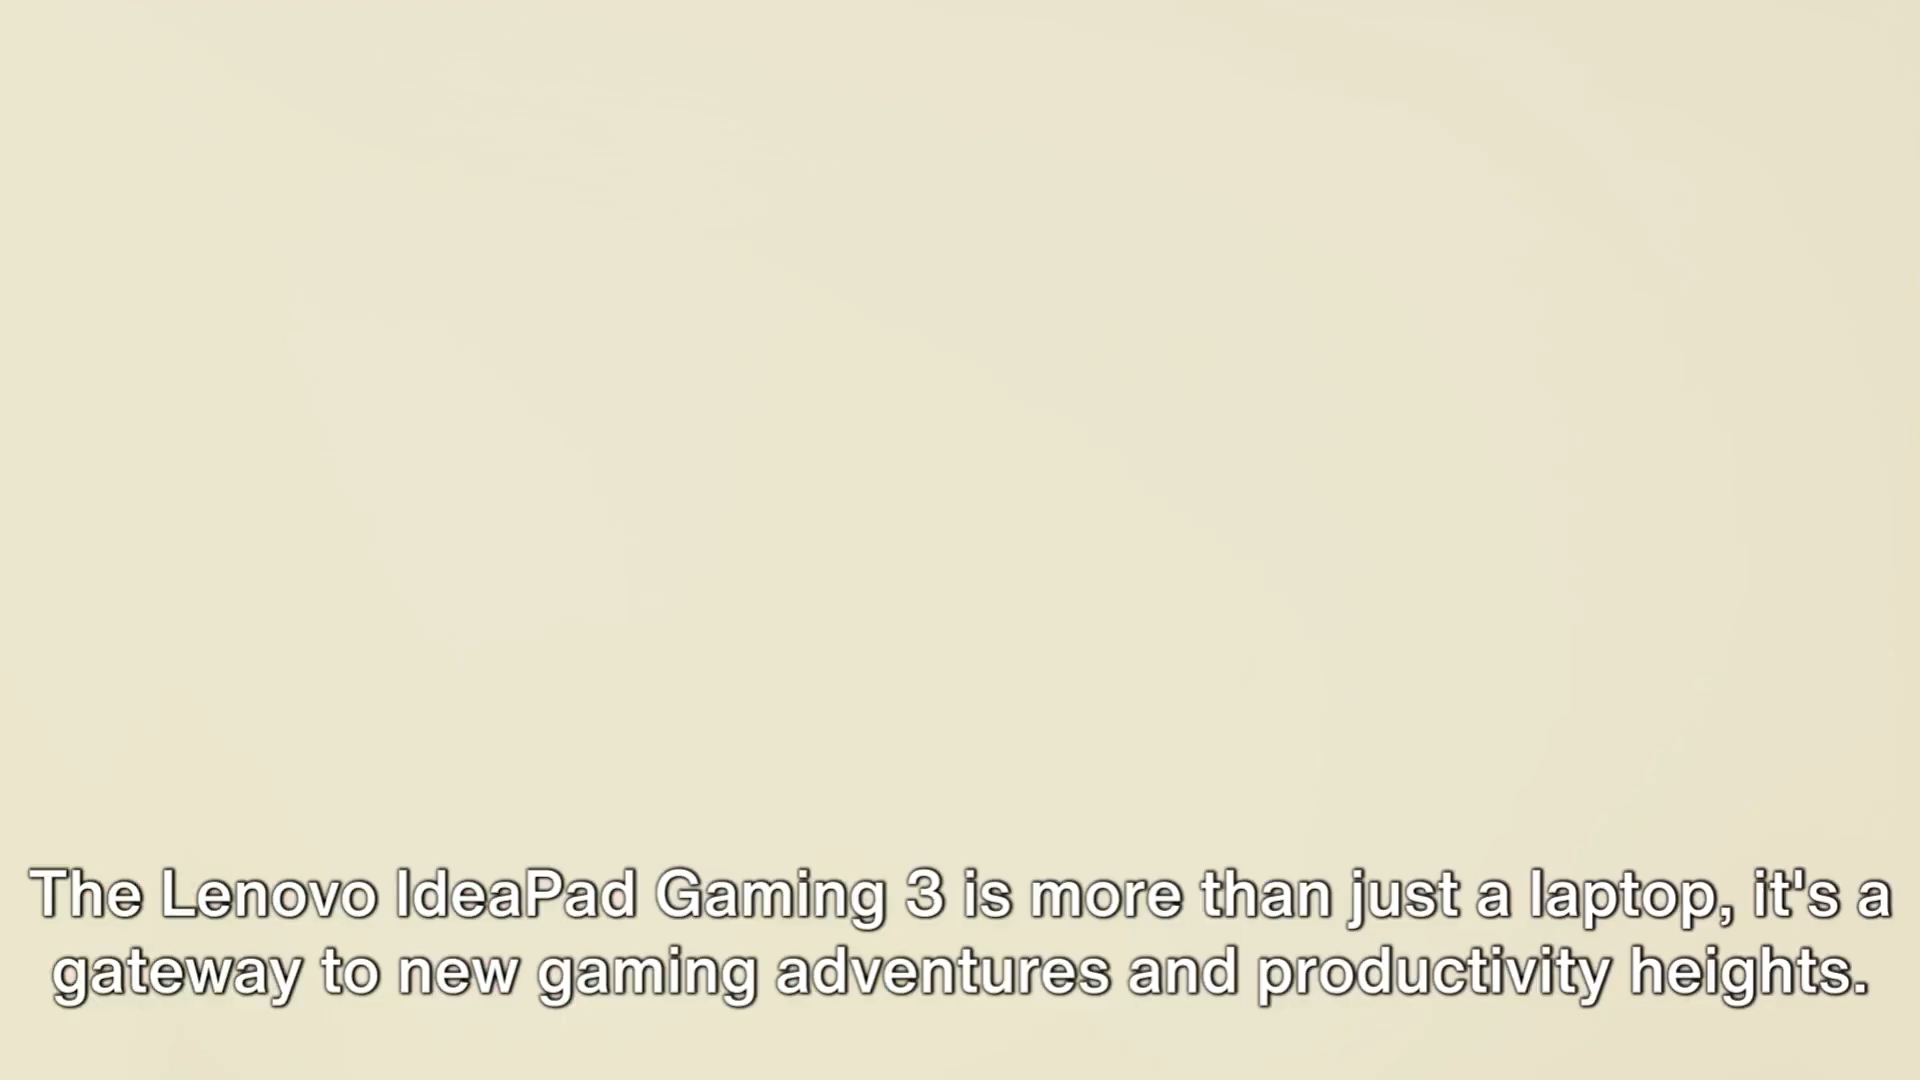 The Lenovo IdeaPad Gaming 3 is more than just a laptop, it's a
gateway to new gaming adventures and productivity heights.